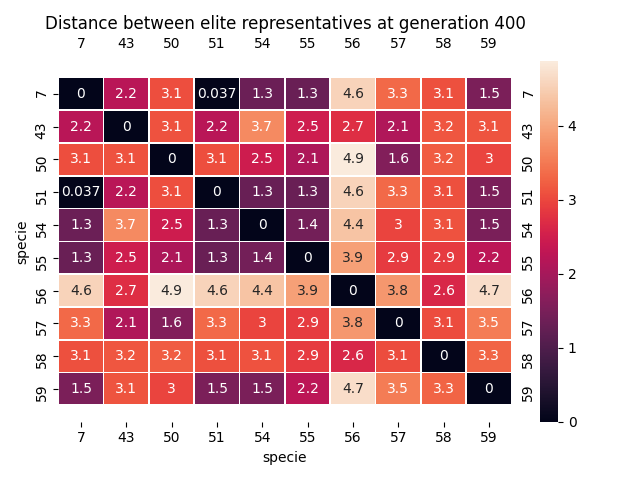 Distance between elite representatives at generation 400
7 43 50 51 54 55 56 57 58 59
7 0 2.2 3.1 0.037 1.3 1.3 4.6 3.3 3.1 1.5 7
43 2.2 0 3.1 2.2 3.7 2.5 2.7 2.1 3.2 3.1 43
50 3.1 3.1 0 3.1 2.5 2.1 4.9 1.6 3.2 3 50
51 0.037 2.2 3.1 0 1.3 1.3 4.6 3.3 3.1 1.5 51
54 1.3 3.7 2.5 1.3 0 1.4 4.4 3 3.1 1.5 54
55 1.3 2.5 2.1 1.3 1.4 0 3.9 2.9 2.9 2.2 55
56 4.6 2.7 4.9 4.6 4.4 3.9 0 3.8 2.6 4.7 56
57 3.3 2.1 1.6 3.3 3 2.9 3.8 0 3.1 3.5 57
58 3.1 3.2 3.2 3.1 3.1 2.9 2.6 3.1 0 3.3 58
59 1.5 3.1 3 1.5 1.5 2.2 4.7 3.5 3.3 0 59
7 43 50 51 54 55 56 57 58 59
specie
specie
4
3
2
1
0